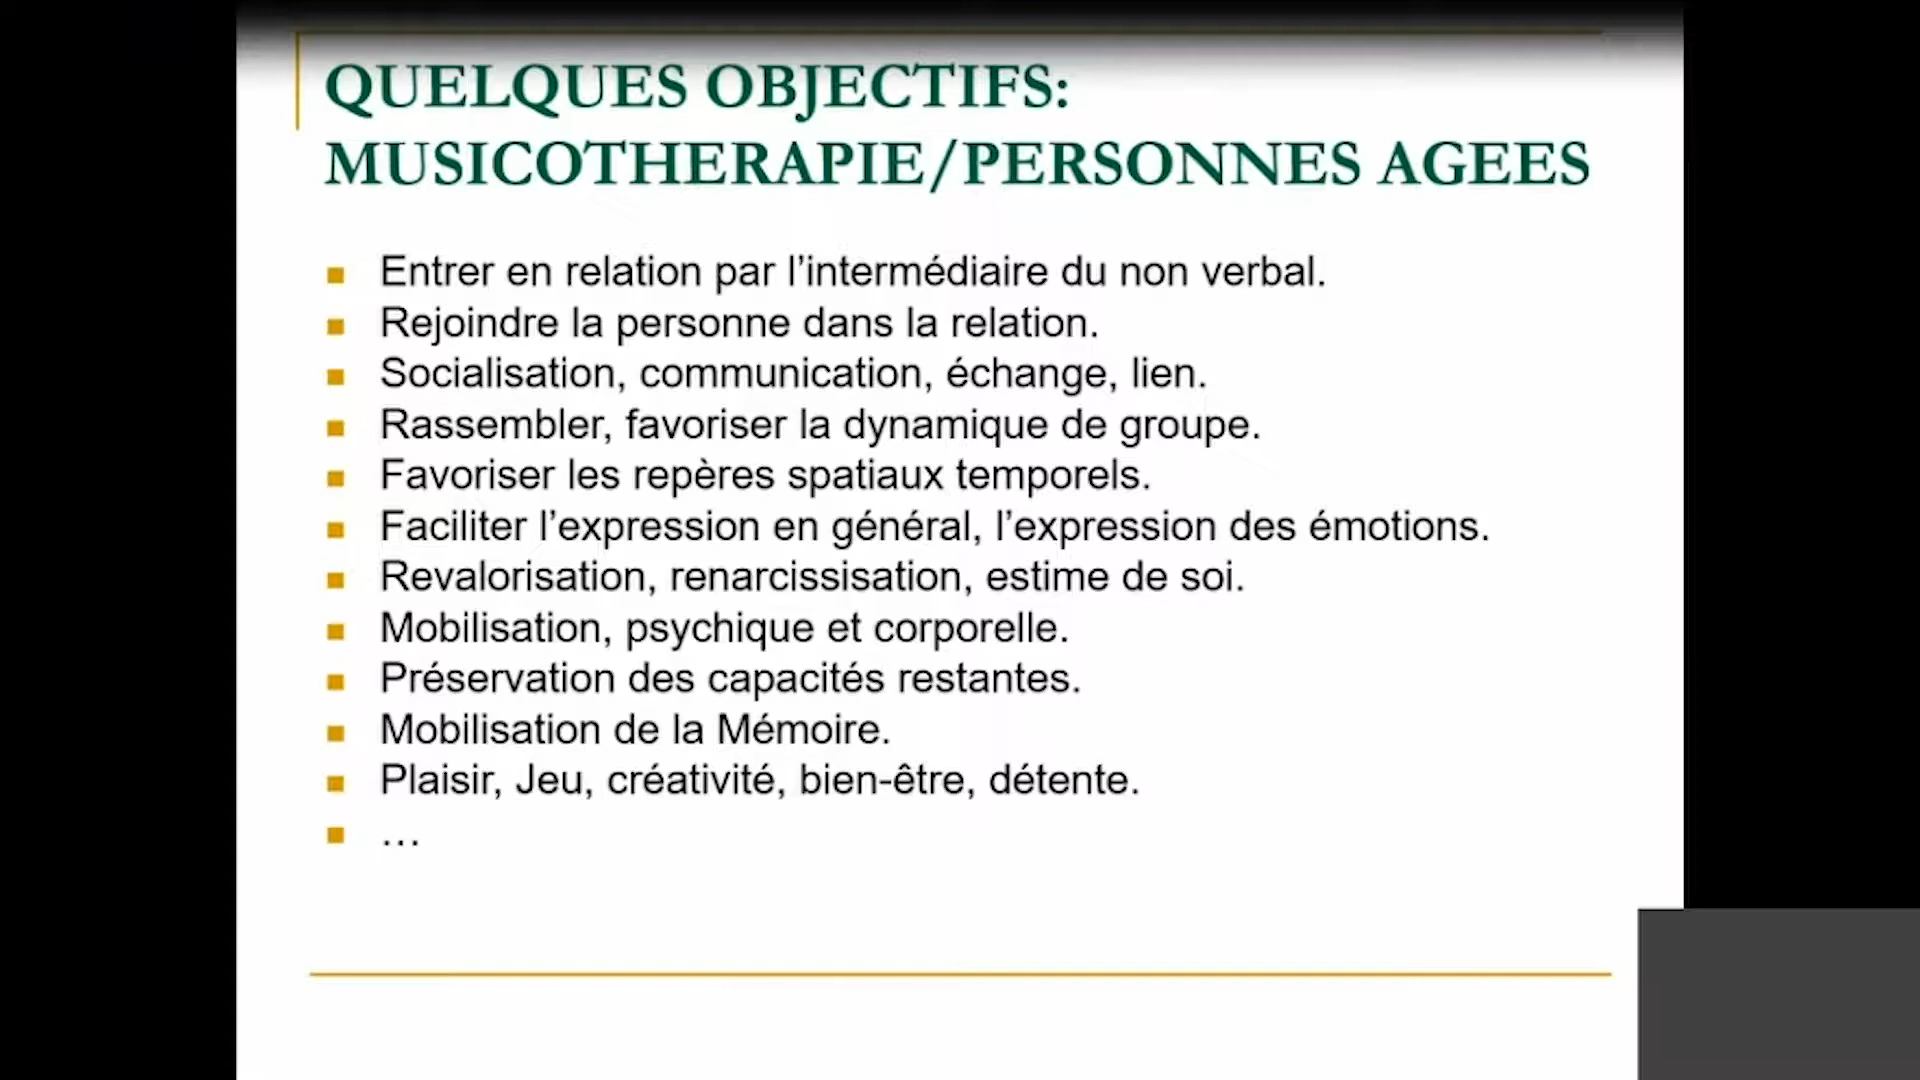 QUELQUES OBJECTIFS:
MUSICOTHERAPIE/PERSONNES AGEES
Entrer en relation par l’intermédiaire du non verbal.
Rejoindre la personne dans la relation.
Socialisation, communication, échange, lien.
Rassembler, favoriser la dynamique de groupe.
Favoriser les repères spatiaux temporels.
Faciliter l’expression en général, l’expression des émotions.
Revalorisation, renarcissisation, estime de soi.
Mobilisation, psychique et corporelle.
Préservation des capacités restantes.
Mobilisation de la Mémoire.
Plaisir, Jeu, créativité, bien-être, détente.
…